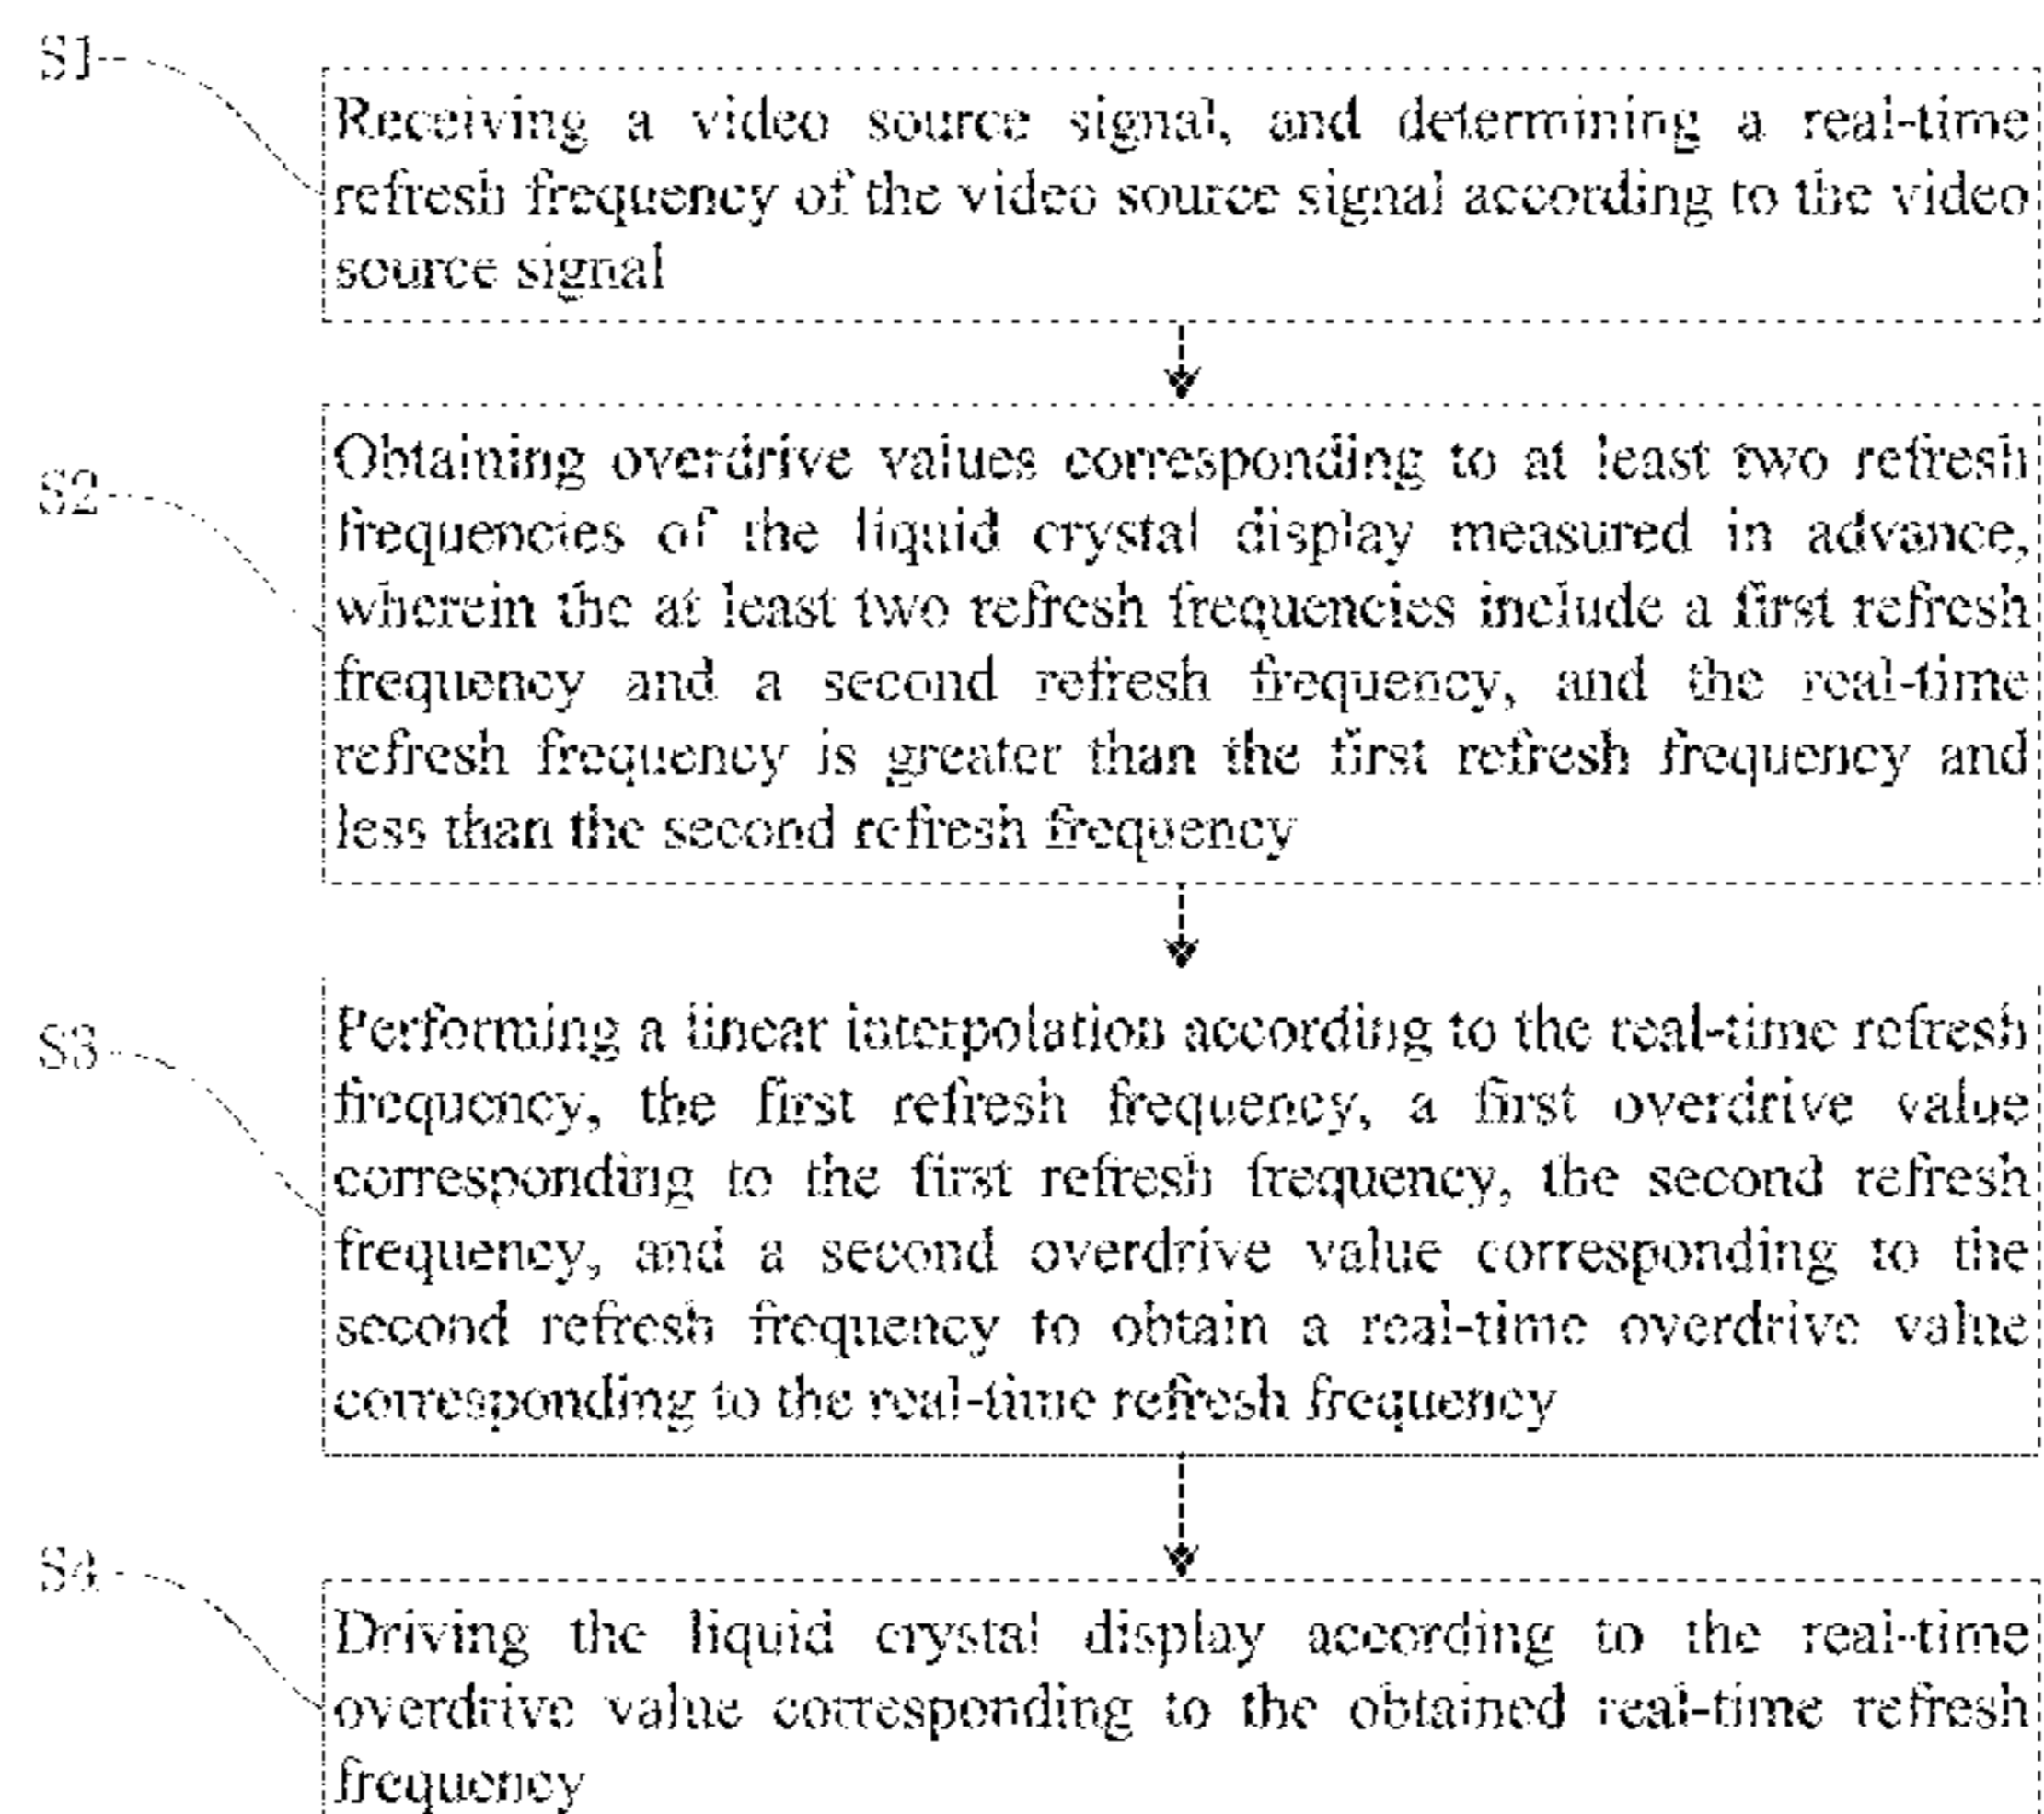 S1
Receiving a video source signal, and determining a real-time
refresh frequency of the video source signal according to the video
source signal
S2
Obtaining overdrive values corresponding to at least two refresh
frequencies of the liquid crystal display measured in advance,
wherein the at least two refresh frequencies include a first refresh
frequency and a second refresh frequency, and the real-time
refresh frequency is greater than the first refresh frequency and
less than the second refresh frequency
S3
Performing a linear interpolation according to the real-time refresh
frequency, the first refresh frequency, a first overdrive value
corresponding to the first refresh frequency, the second refresh
frequency, and a second overdrive value corresponding to the
second refresh frequency to obtain a real-time overdrive value
corresponding to the real-time refresh frequency
S4
Driving the liquid crystal display according to the real-time
overdrive value corresponding to the obtained real-time refresh
frequency